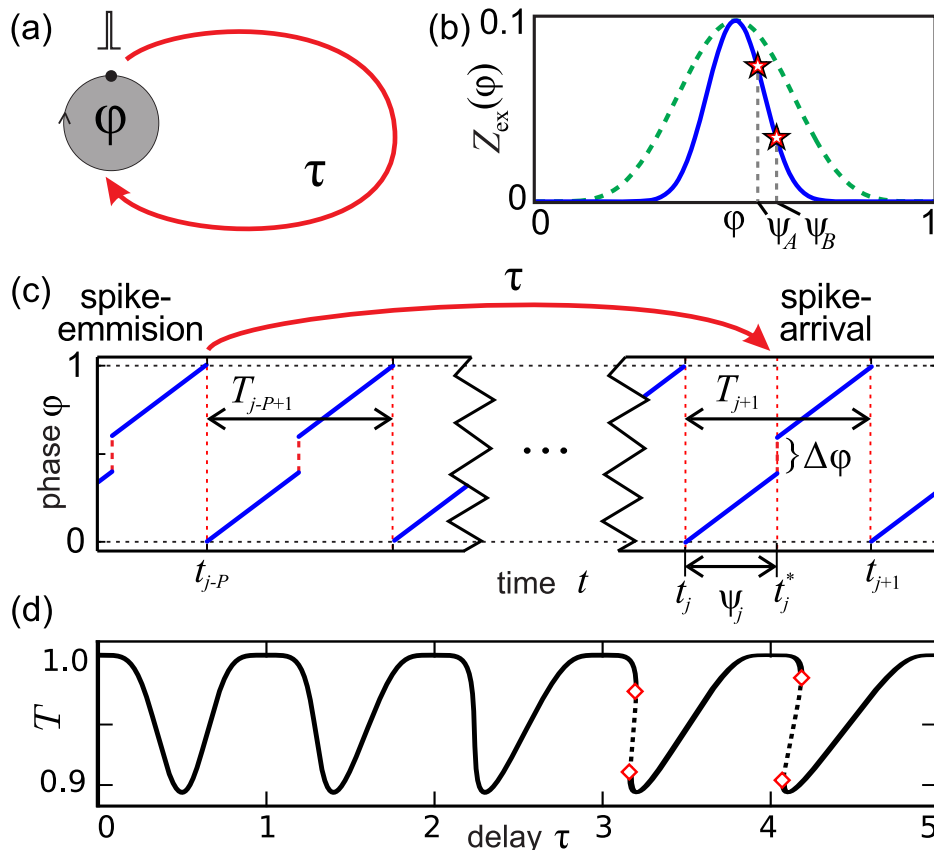 (a)
φ
τ
(b)
Z_ex(φ)
0.1
0
0
φ
ψ_A
ψ_B
1
(c)
spike-
emmision
τ
spike-
arrival
phase φ
1
0
T_{j-P+1}
...
T_{j+1}
}Δφ
t_{j-P}
time t
t_j
ψ_j
t_j^*
t_{j+1}
(d)
T
1.0
0.9
0
1
2
3
4
5
delay τ